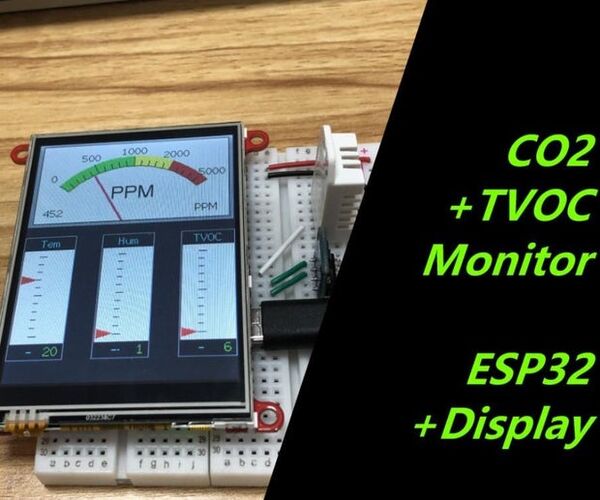 CO2
+TVOC
Monitor
ESP32
+Display
0 500 1000 2000 5000
PPM
452 PPM
Tem Hum TVOC
- 20 - 1 - 6
a b c d e f g h i j a b c d e